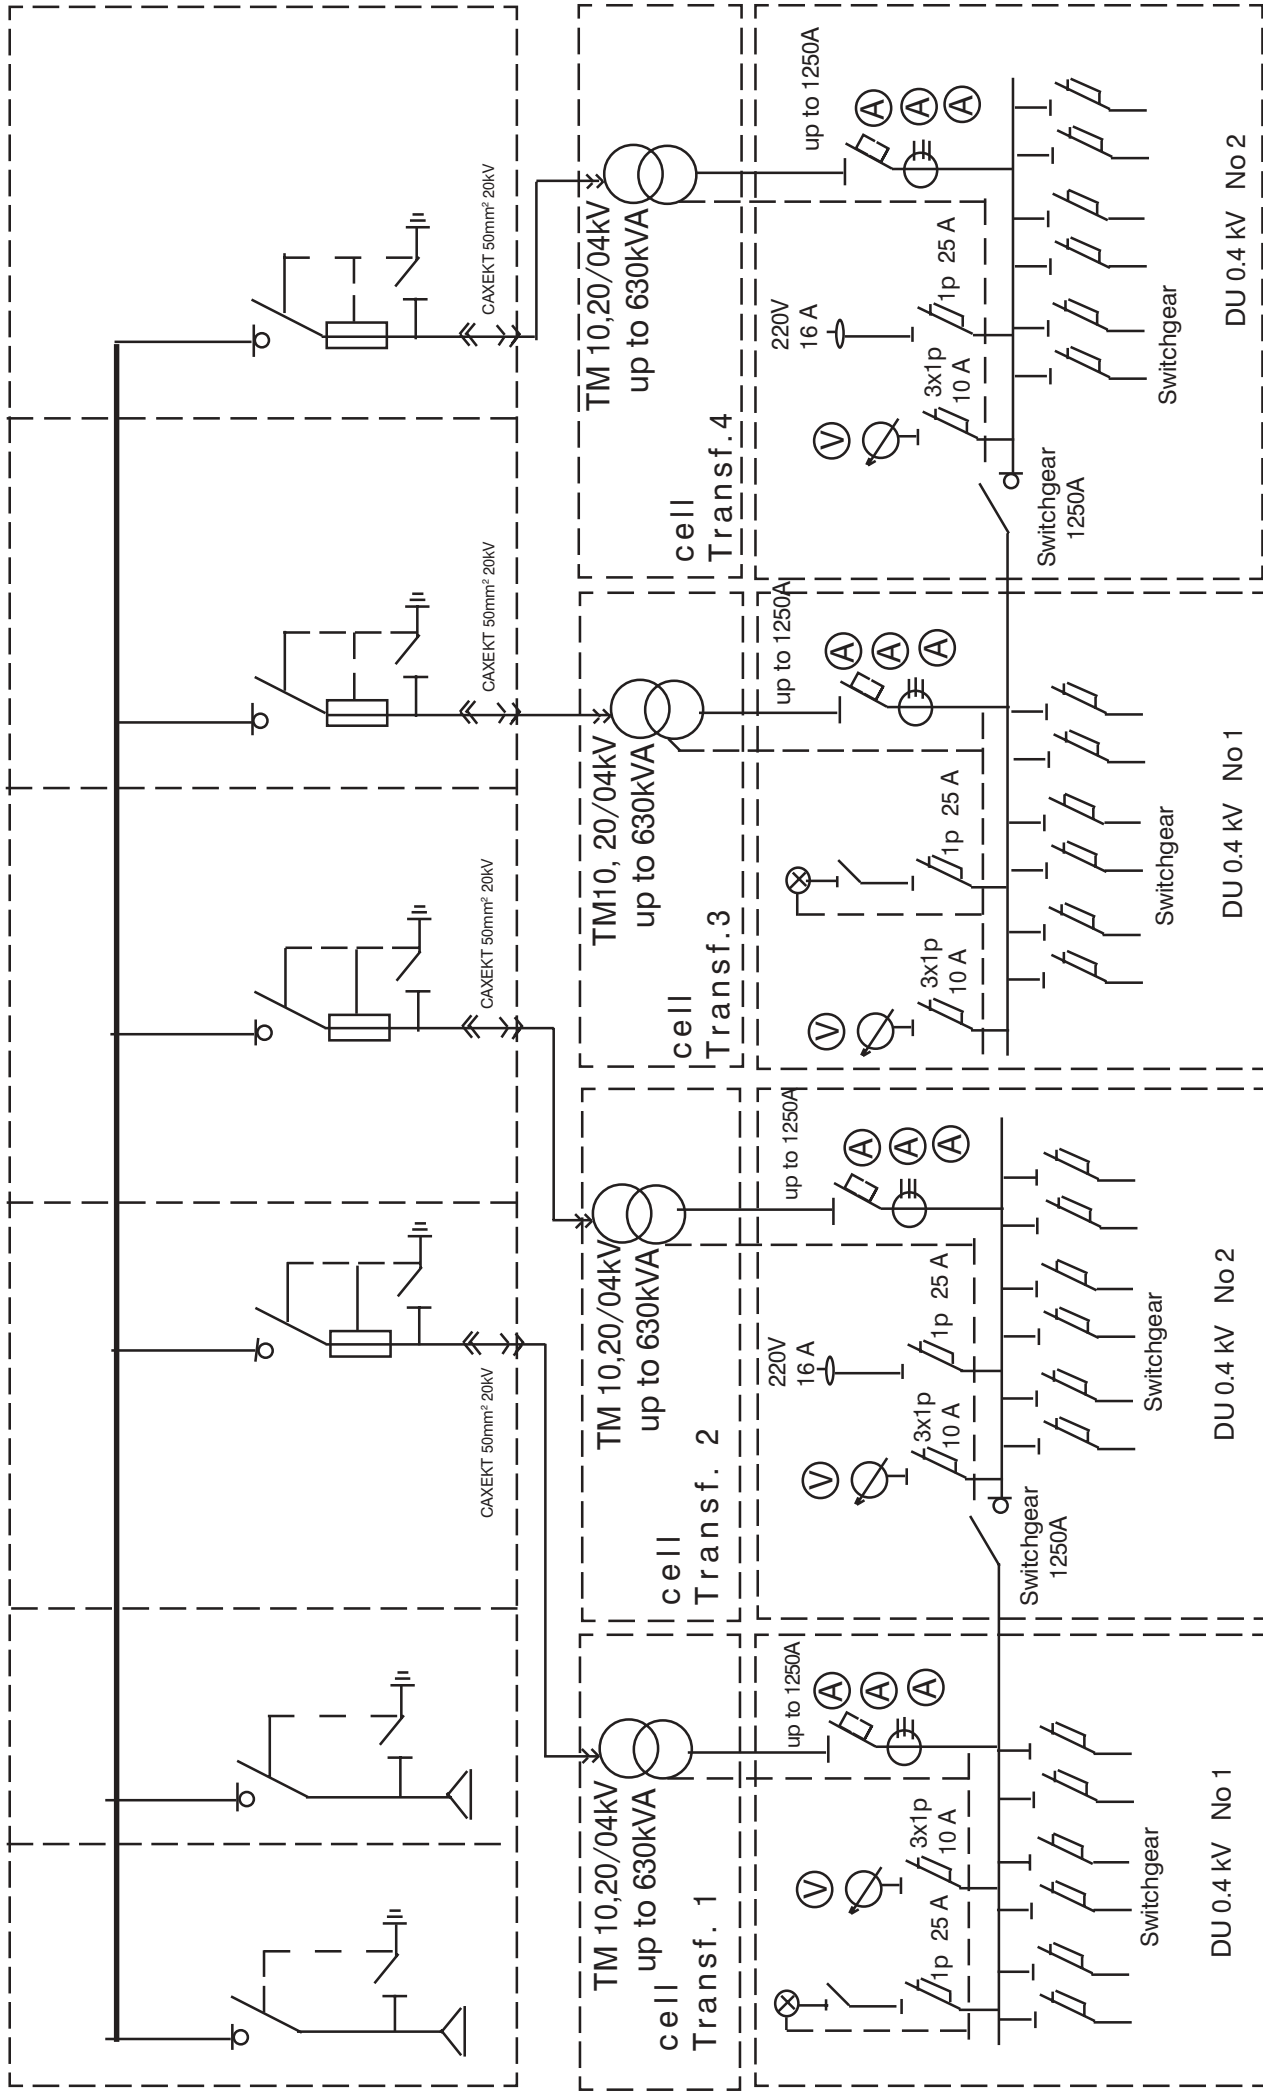 CAXEKT 50mm² 20kV
CAXEKT 50mm² 20kV
CAXEKT 50mm² 20kV
CAXEKT 50mm² 20kV
TM 10,20/04kV
up to 630kVA
cell
Transf. 1
TM 10,20/04kV
up to 630kVA
cell
Transf. 2
TM10, 20/04kV
up to 630kVA
cell
Transf.3
TM 10,20/04kV
up to 630kVA
cell
Transf.4
up to 1250A
A
A
A
V
3x1p
10 A
1p 25 A
Switchgear
DU 0.4 kV No 1
up to 1250A
A
A
A
220V
16 A
1p 25 A
V
3x1p
10 A
Switchgear
1250A
Switchgear
DU 0.4 kV No 2
up to 1250A
A
A
A
1p 25 A
V
3x1p
10 A
Switchgear
DU 0.4 kV No 1
up to 1250A
A
A
A
220V
16 A
1p 25 A
V
3x1p
10 A
Switchgear
1250A
Switchgear
DU 0.4 kV No 2